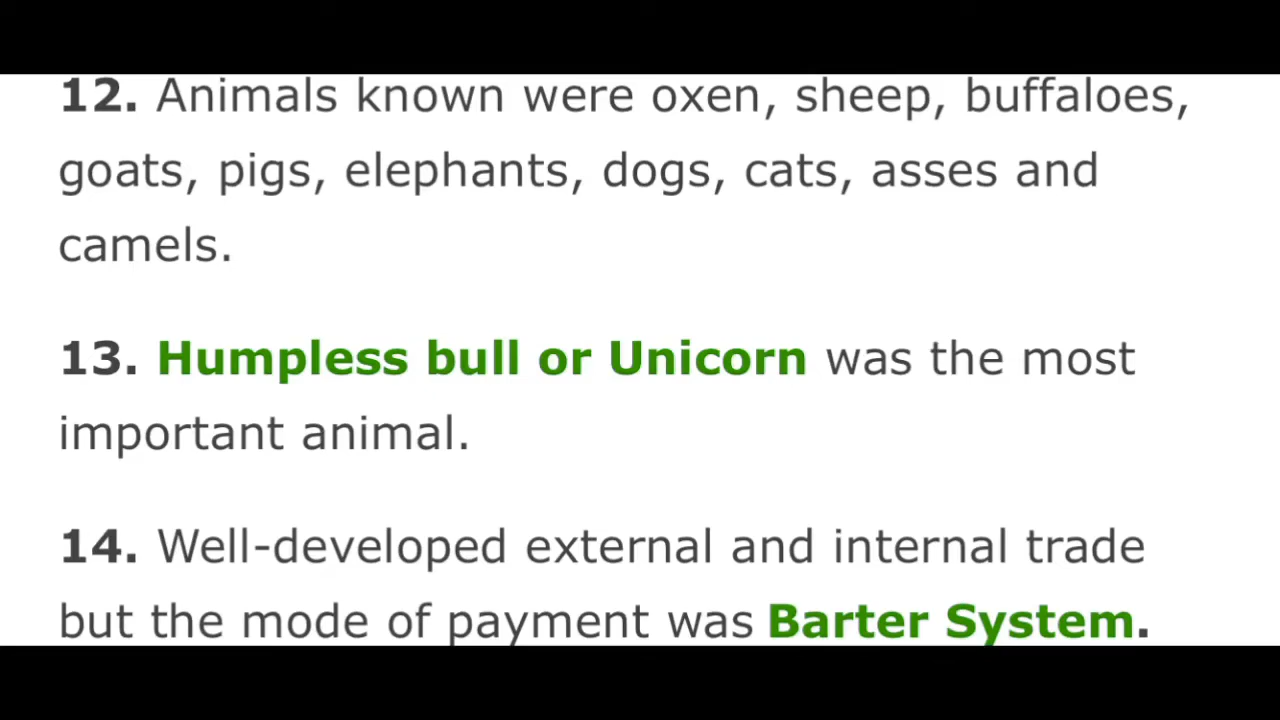 12. Animals known were oxen, sheep, buffaloes,
goats, pigs, elephants, dogs, cats, asses and
camels.
13. Humpless bull or Unicorn was the most
important animal.
14. Well-developed external and internal trade
but the mode of payment was Barter System.